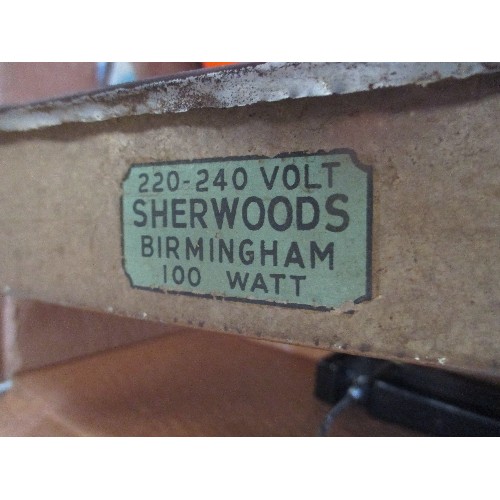 220-240 VOLT
SHERWOODS
BIRMINGHAM
100 WATT